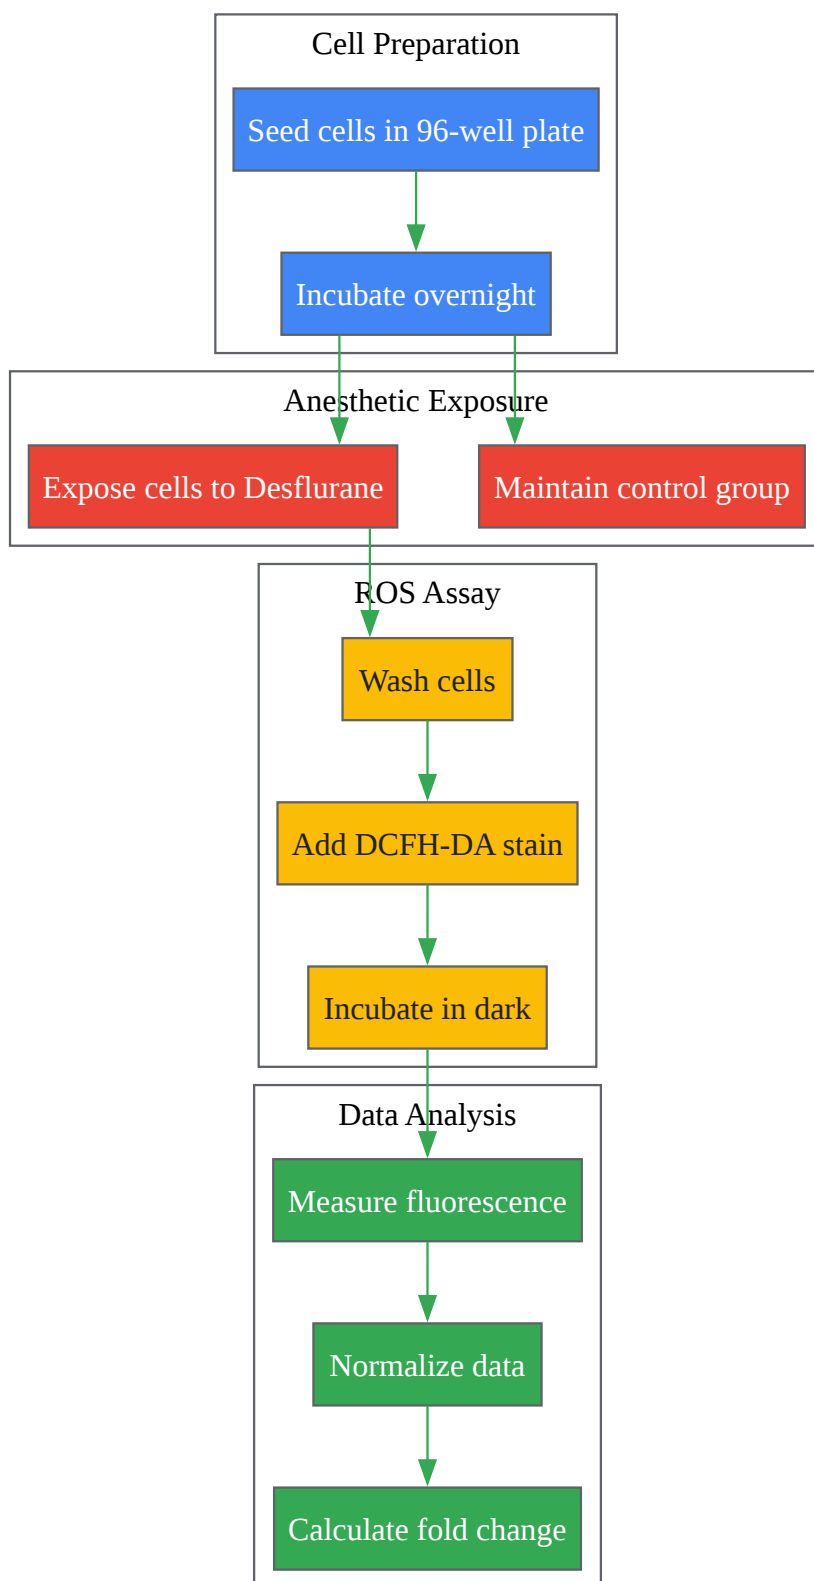 Cell Preparation
Seed cells in 96-well plate
Incubate overnight
Anesthetic Exposure
Expose cells to Desflurane
Maintain control group
ROS Assay
Wash cells
Add DCFH-DA stain
Incubate in dark
Data Analysis
Measure fluorescence
Normalize data
Calculate fold change